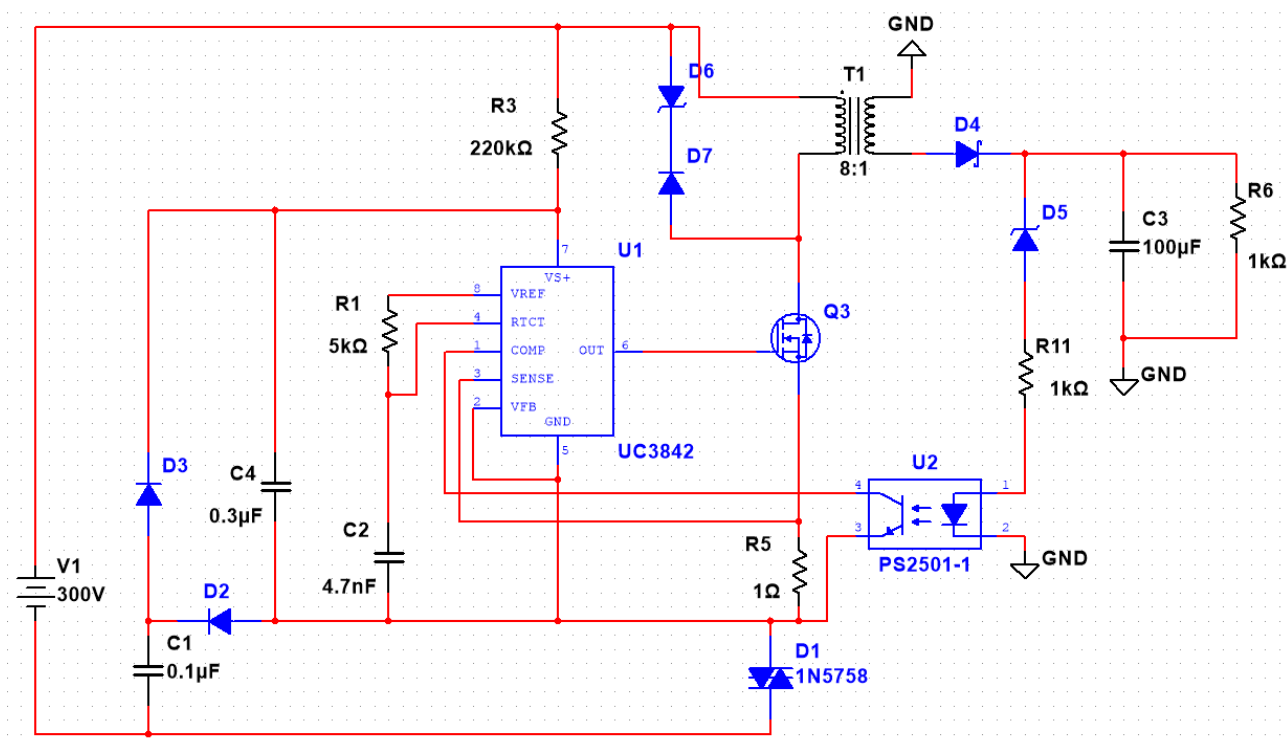 GND
T1
D6
R3
220kΩ
D4
D7
8:1
R6
1kΩ
D5
C3
100µF
7
U1
VS+
R1
5kΩ
8
VREF
4
RTCT
1
COMP
OUT
6
3
SENSE
2
VFB
GND
5
UC3842
Q3
R11
1kΩ
GND
D3
C4
0.3µF
C2
4.7nF
U2
4
1
3
2
PS2501-1
GND
R5
1Ω
V1
300V
D2
C1
0.1µF
D1
1N5758